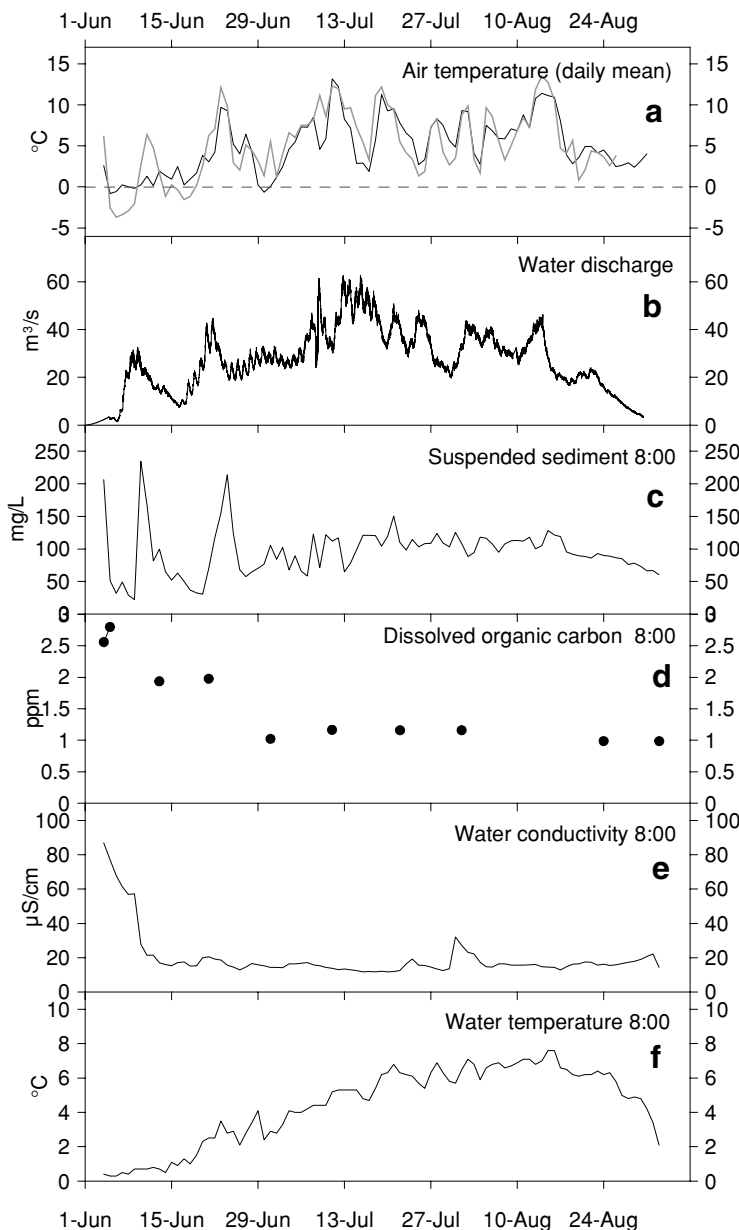 1-Jun 15-Jun 29-Jun 13-Jul 27-Jul 10-Aug 24-Aug
Air temperature (daily mean)
a
°C
15 15
10 10
5 5
0 0
-5 -5
Water discharge
b
m³/s
60 60
40 40
20 20
0 0
Suspended sediment 8:00
c
mg/L
250 250
200 200
150 150
100 100
50 50
0 0
Dissolved organic carbon 8:00
d
ppm
3 3
2.5 2.5
2 2
1.5 1.5
1 1
0.5 0.5
0 0
Water conductivity 8:00
e
µS/cm
100 100
80 80
60 60
40 40
20 20
0 0
Water temperature 8:00
f
°C
10 10
8 8
6 6
4 4
2 2
0 0
1-Jun 15-Jun 29-Jun 13-Jul 27-Jul 10-Aug 24-Aug